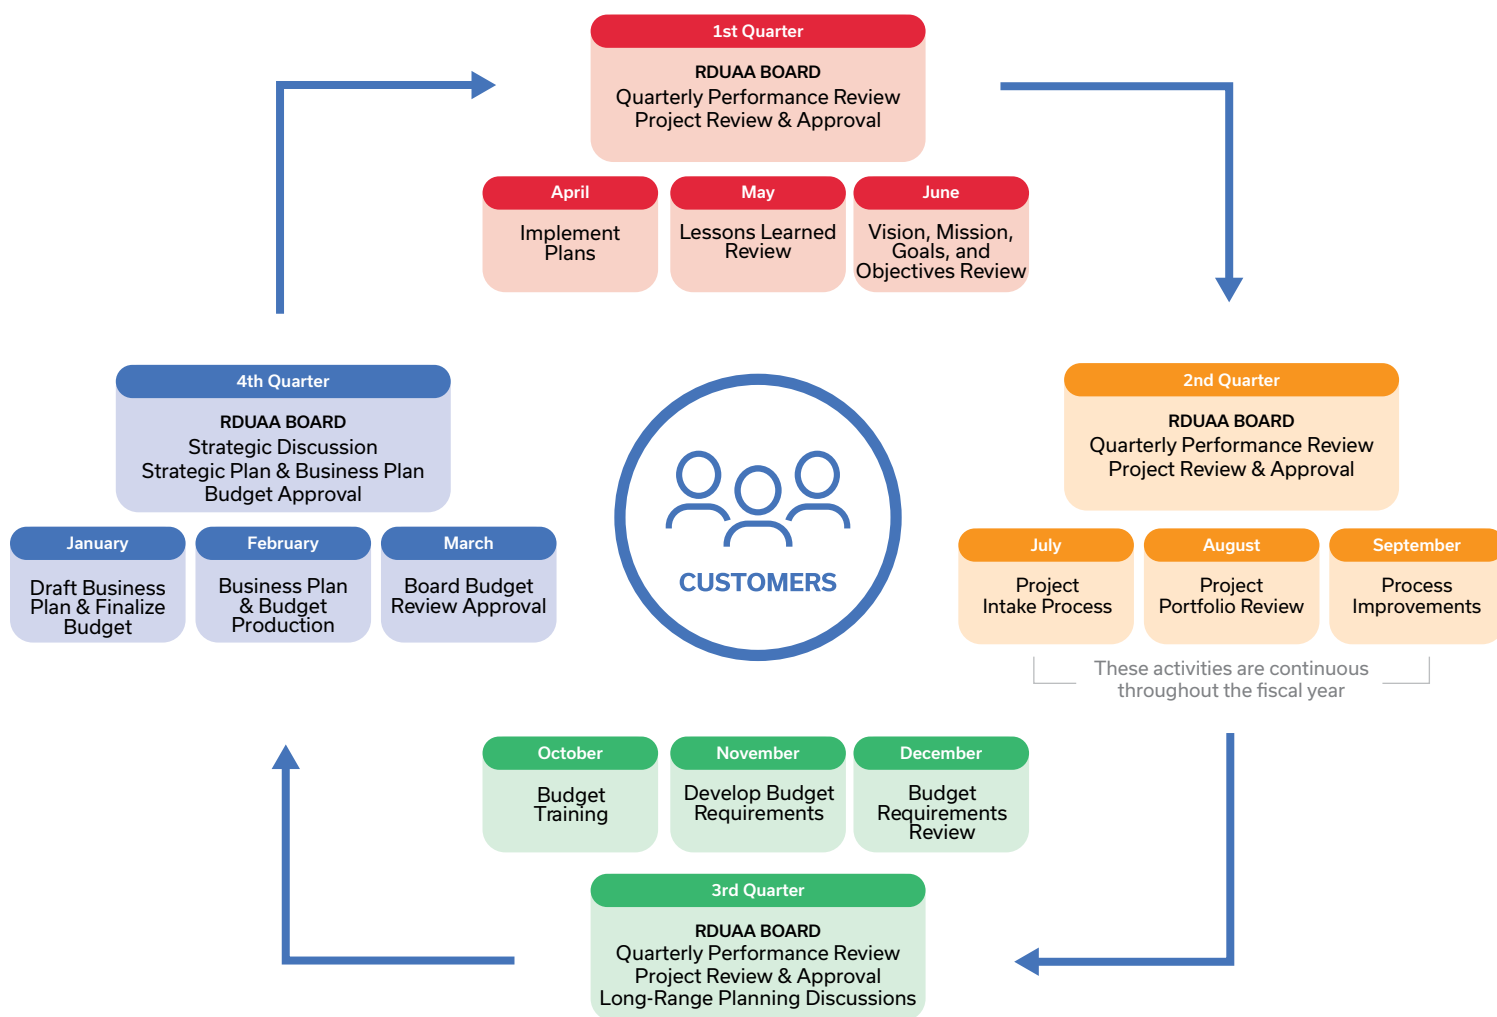 1st Quarter
RDUAA BOARD
Quarterly Performance Review
Project Review & Approval
April
Implement
Plans
May
Lessons Learned
Review
June
Vision, Mission,
Goals, and
Objectives Review
2nd Quarter
RDUAA BOARD
Quarterly Performance Review
Project Review & Approval
July
Project
Intake Process
August
Project
Portfolio Review
September
Process
Improvements
These activities are continuous
throughout the fiscal year
4th Quarter
RDUAA BOARD
Strategic Discussion
Strategic Plan & Business Plan
Budget Approval
January
Draft Business
Plan & Finalize
Budget
February
Business Plan
& Budget
Production
March
Board Budget
Review Approval
CUSTOMERS
October
Budget
Training
November
Develop Budget
Requirements
December
Budget
Requirements
Review
3rd Quarter
RDUAA BOARD
Quarterly Performance Review
Project Review & Approval
Long-Range Planning Discussions